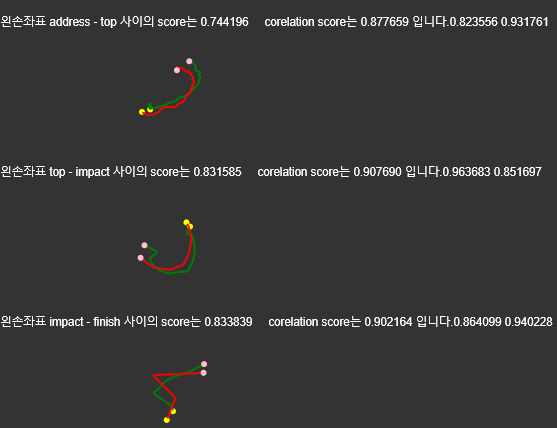 왼손좌표 address - top 사이의 score는 0.744196 corelation score는 0.877659 입니다.0.823556 0.931761
왼손좌표 top - impact 사이의 score는 0.831585 corelation score는 0.907690 입니다.0.963683 0.851697
왼손좌표 impact - finish 사이의 score는 0.833839 corelation score는 0.902164 입니다.0.864099 0.940228